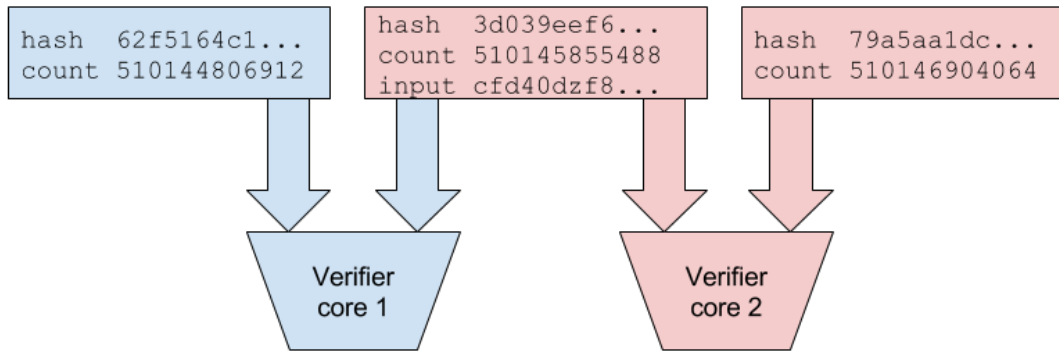 hash 62f5164c1...
count 510144806912
hash 3d039eef6...
count 510145855488
input cfd40dzf8...
hash 79a5aa1dc...
count 510146904064
Verifier
core 1
Verifier
core 2